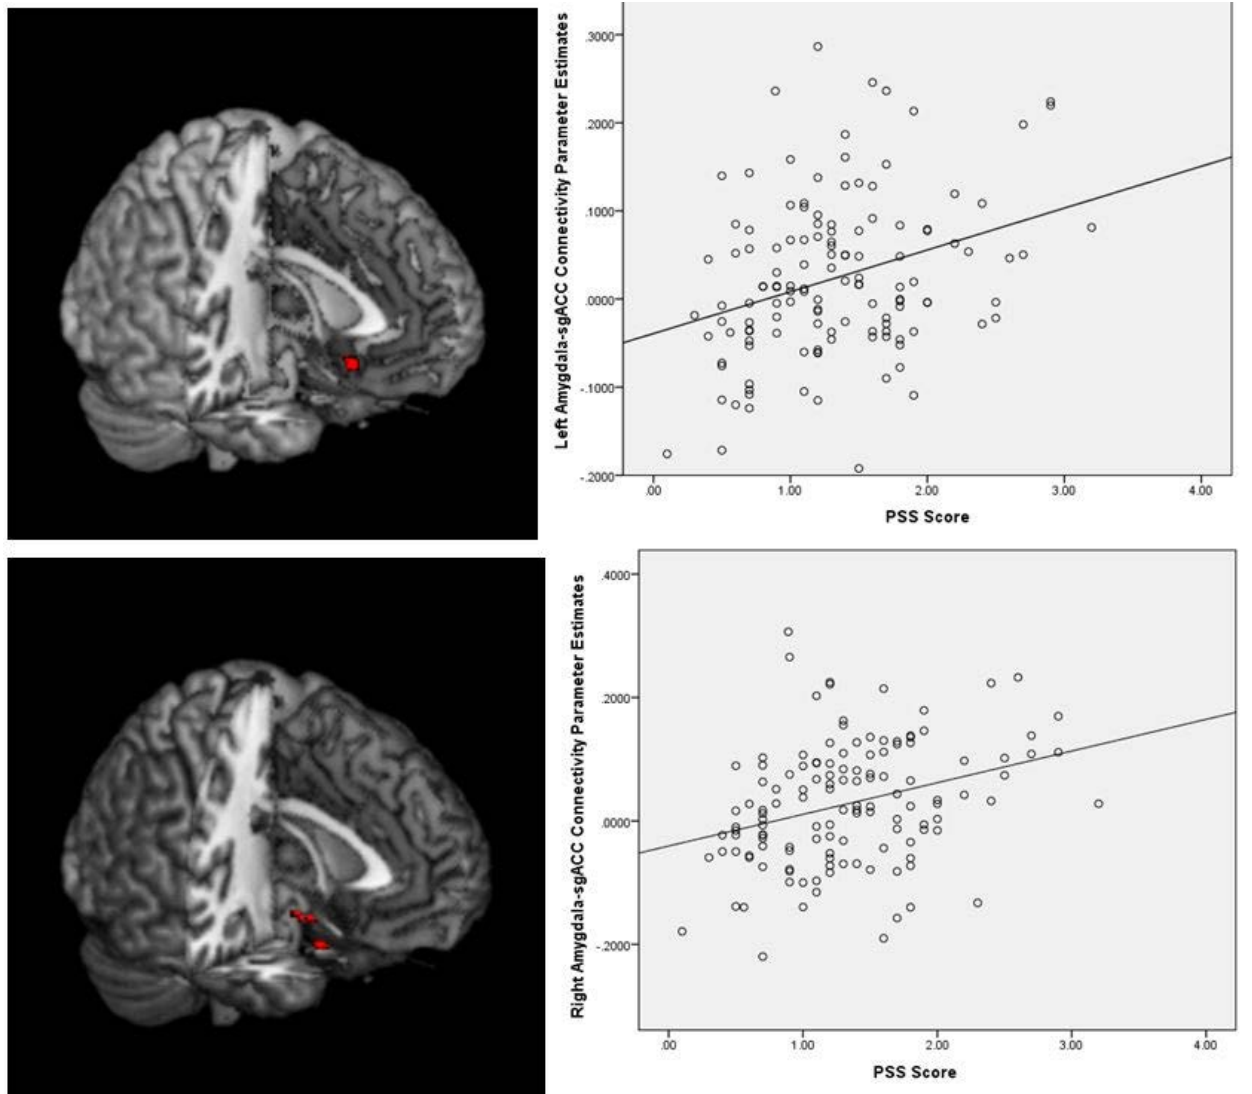 Left Amygdala-sgACC Connectivity Parameter Estimates
.3000
.2000
.1000
.0000
-.1000
-.2000
.00 1.00 2.00 3.00 4.00
PSS Score
Right Amygdala-sgACC Connectivity Parameter Estimates
.4000
.2000
.0000
-.2000
.00 1.00 2.00 3.00 4.00
PSS Score